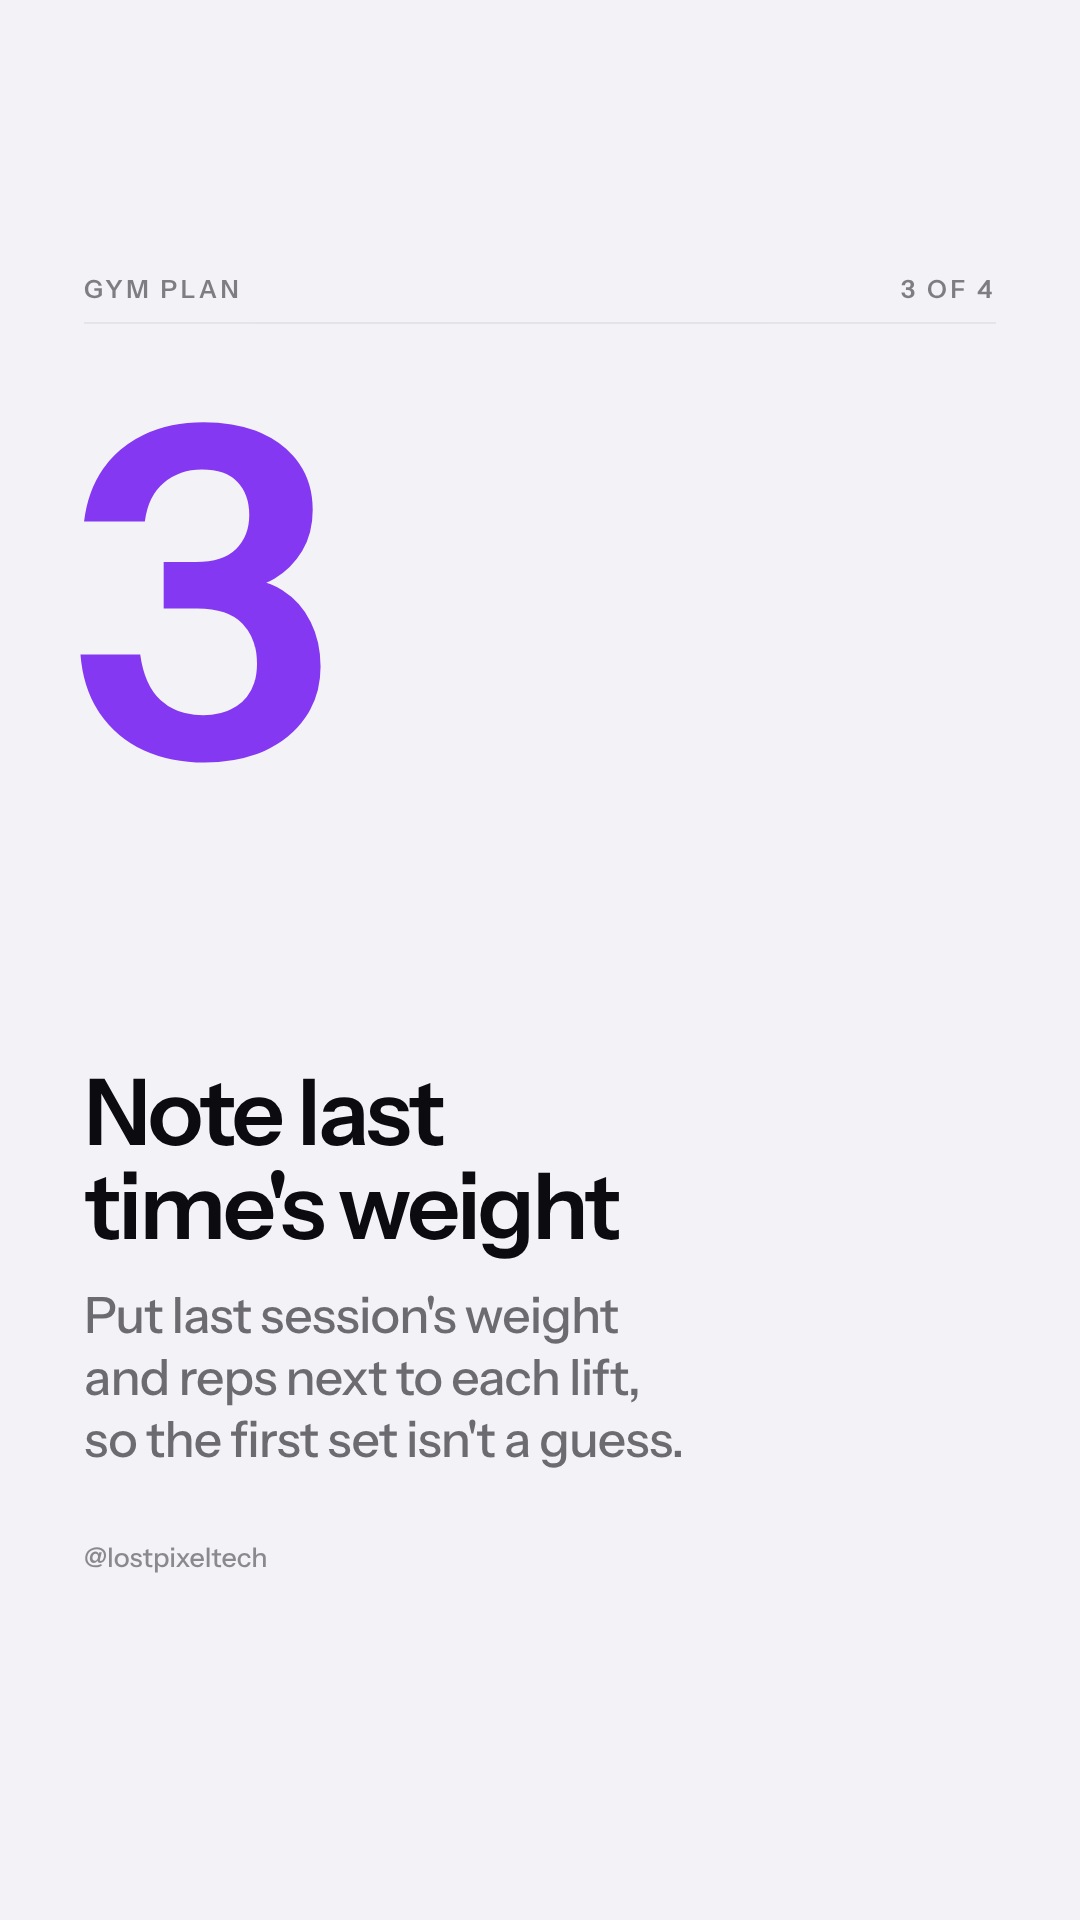 GYM PLAN
3 OF 4
3
Note last
time's weight
Put last session's weight
and reps next to each lift,
so the first set isn't a guess.
@lostpixeltech